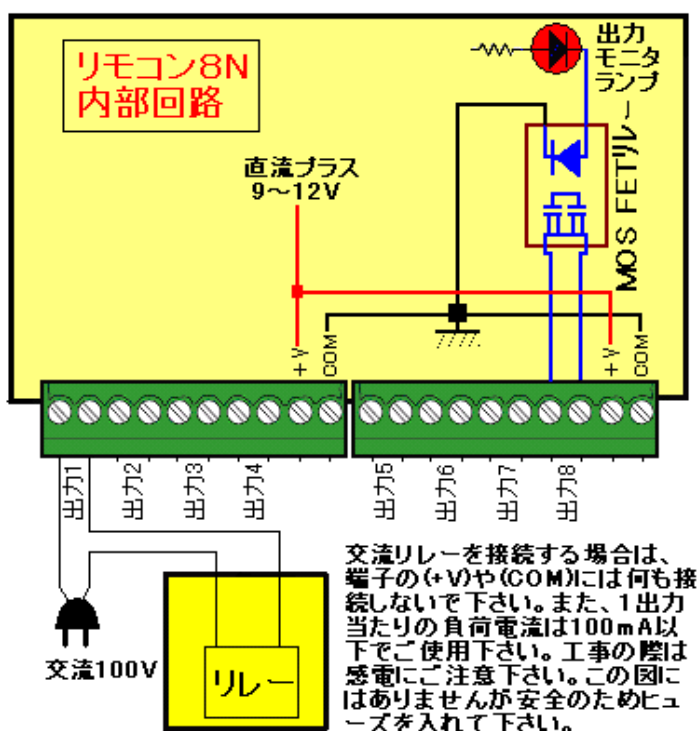 リモコン8N
内部回路
出力
モニタ
ランプ
直流プラス
9～12V
MOS FETリレー
+V
COM
+V
COM
出力1
出力2
出力3
出力4
出力5
出力6
出力7
出力8
交流100V
リレー
交流リレーを接続する場合は、
端子の(+V)や(COM)には何も接
続しないで下さい。また、1出力
当たりの負荷電流は100mA以
下でご使用下さい。工事の際は
感電にご注意下さい。この図に
はありませんが安全のためヒュ
ーズを入れて下さい。